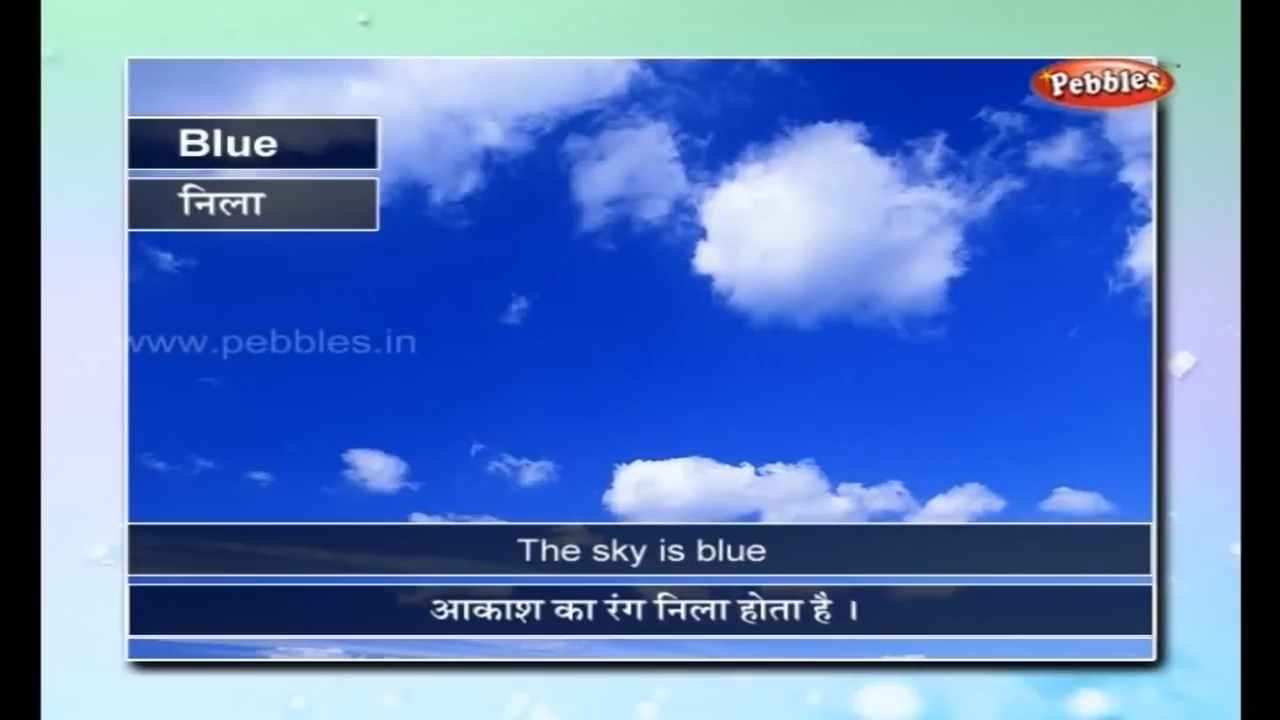 Pebbles
Blue
निला
www.pebbles.in
The sky is blue
आकाश का रंग निला होता है ।